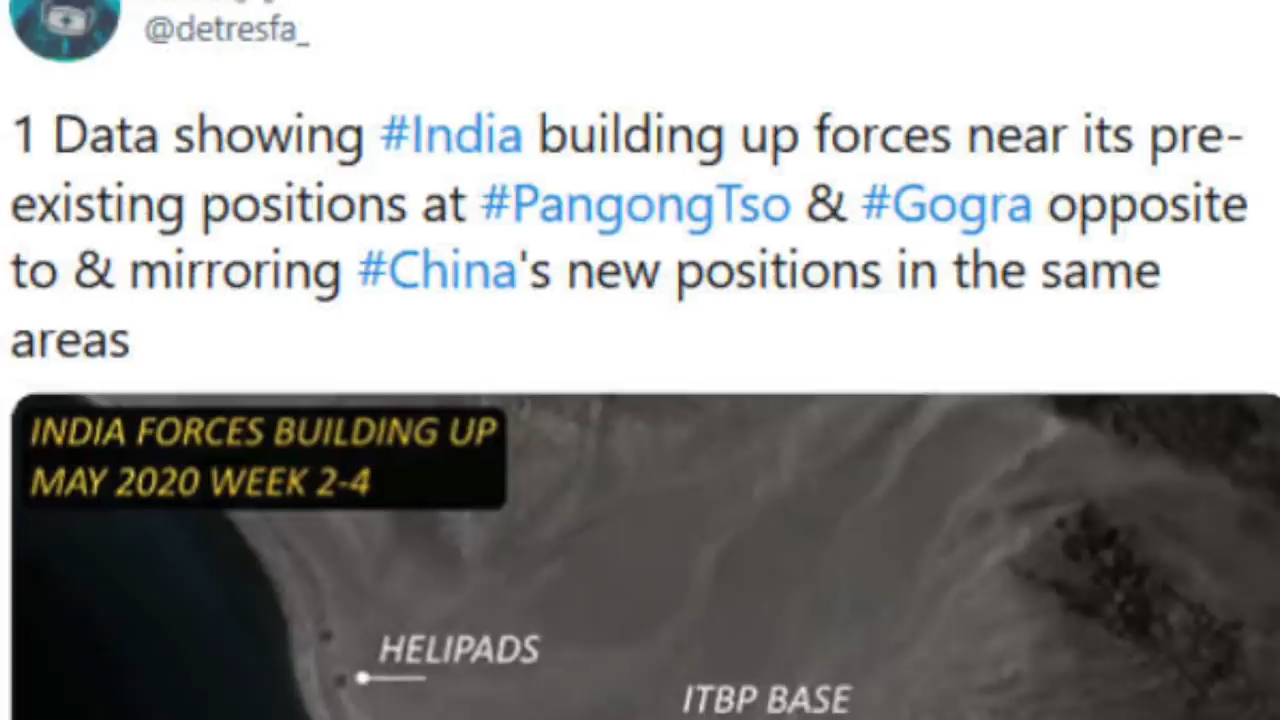 @detresfa_
1 Data showing #India building up forces near its pre-
existing positions at #PangongTso & #Gogra opposite
to & mirroring #China's new positions in the same
areas
INDIA FORCES BUILDING UP
MAY 2020 WEEK 2-4
HELIPADS
ITBP BASE